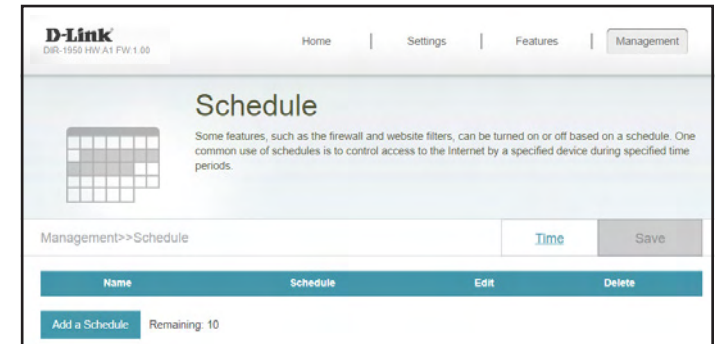 D-Link
DIR-1950 HW:A1 FW:1.00
Home | Settings | Features | Management
Schedule
Some features, such as the firewall and website filters, can be turned on or off based on a schedule. One
common use of schedules is to control access to the Internet by a specified device during specified time
periods.
Management>>Schedule
Time
Save
Name Schedule Edit Delete
Add a Schedule Remaining: 10